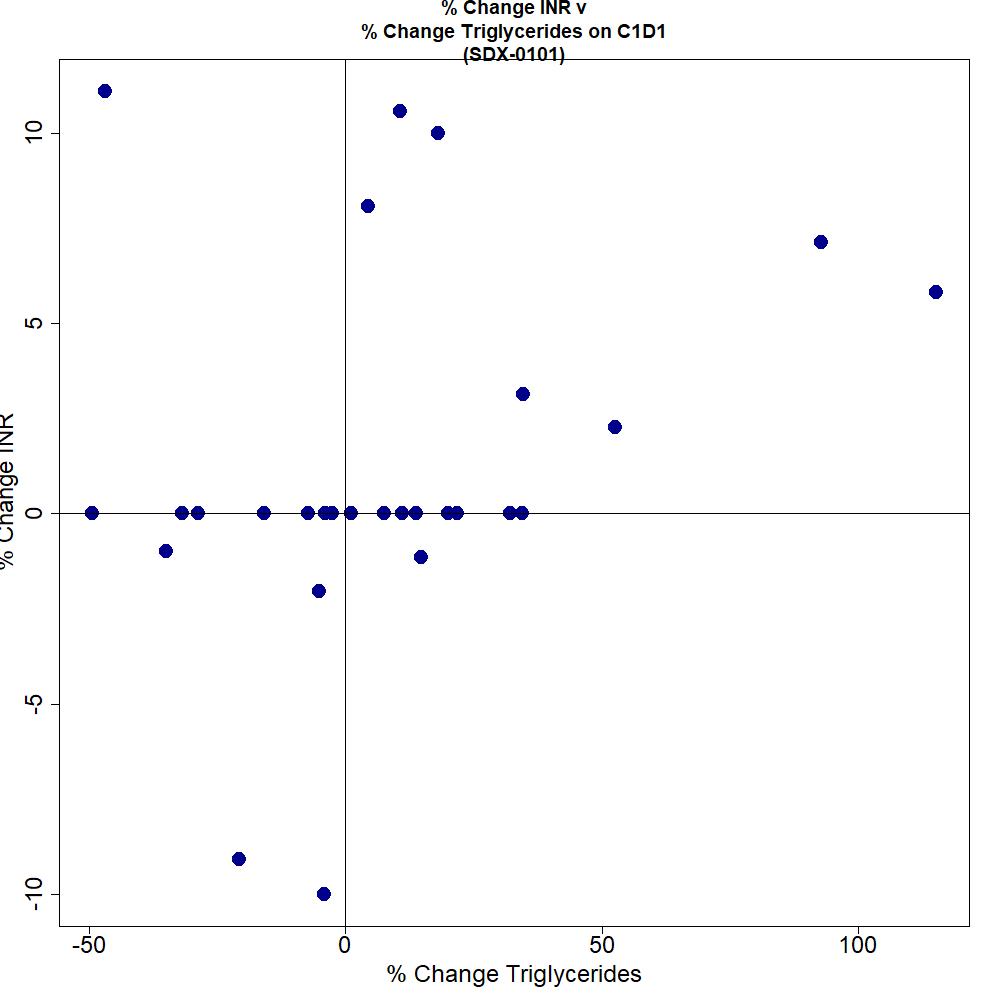 % Change INR v
% Change Triglycerides on C1D1
(SDX-0101)
% Change INR
10
5
0
-5
-10
-50
0
50
100
% Change Triglycerides